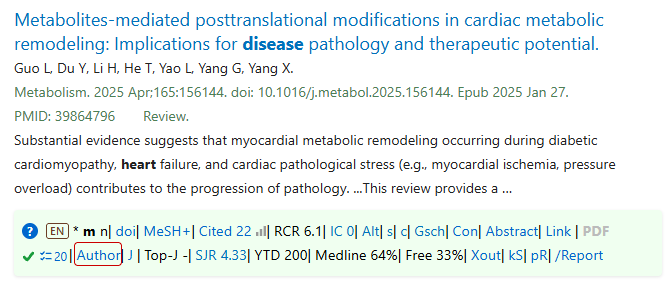 Metabolites-mediated posttranslational modifications in cardiac metabolic
remodeling: Implications for disease pathology and therapeutic potential.
Guo L, Du Y, Li H, He T, Yao L, Yang G, Yang X.
Metabolism. 2025 Apr;165:156144. doi: 10.1016/j.metabol.2025.156144. Epub 2025 Jan 27.
PMID: 39864796 Review.
Substantial evidence suggests that myocardial metabolic remodeling occurring during diabetic
cardiomyopathy, heart failure, and cardiac pathological stress (e.g., myocardial ischemia, pressure
overload) contributes to the progression of pathology. ...This review provides a ...
? EN * m n| doi| MeSH+| Cited 22 | RCR 6.1| IC 0| Alt| s| c| Gsch| Con| Abstract| Link | PDF
20| Author| J | Top-J -| SJR 4.33| YTD 200| Medline 64%| Free 33%| Xout| kS| pR| /Report